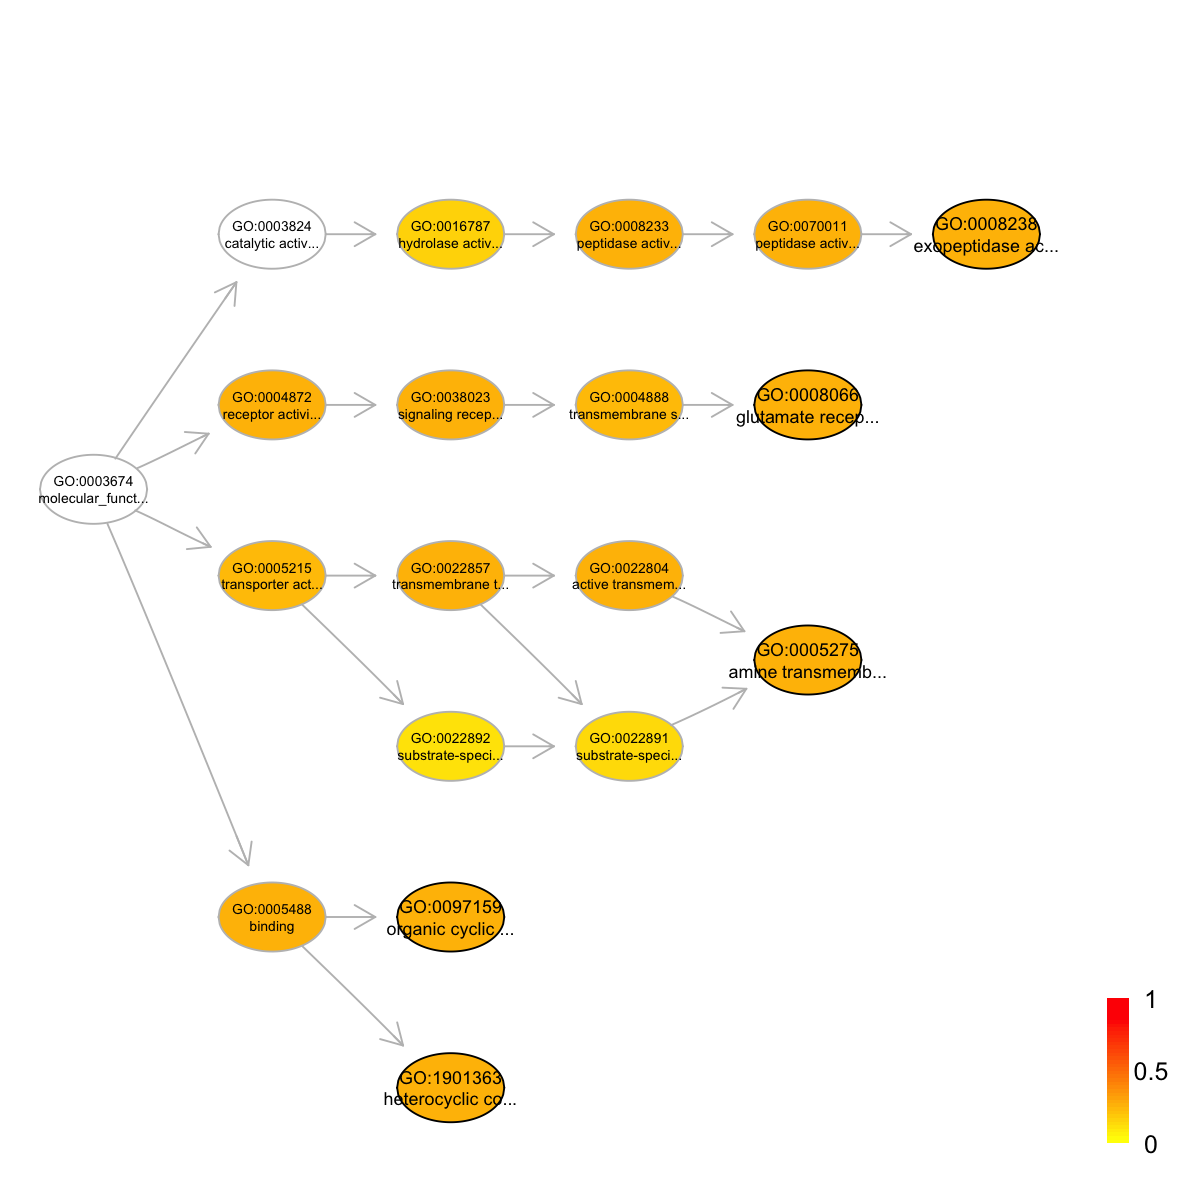 GO:0003824
catalytic activ...
GO:0016787
hydrolase activ...
GO:0008233
peptidase activ...
GO:0070011
peptidase activ...
GO:0008238
exopeptidase ac...
GO:0004872
receptor activi...
GO:0038023
signaling recep...
GO:0004888
transmembrane s...
GO:0008066
glutamate recep...
GO:0003674
molecular_funct...
GO:0005215
transporter act...
GO:0022857
transmembrane t...
GO:0022804
active transmem...
GO:0005275
amine transmemb...
GO:0022892
substrate-speci...
GO:0022891
substrate-speci...
GO:0005488
binding
GO:0097159
organic cyclic ...
GO:1901363
heterocyclic co...
1
0.5
0